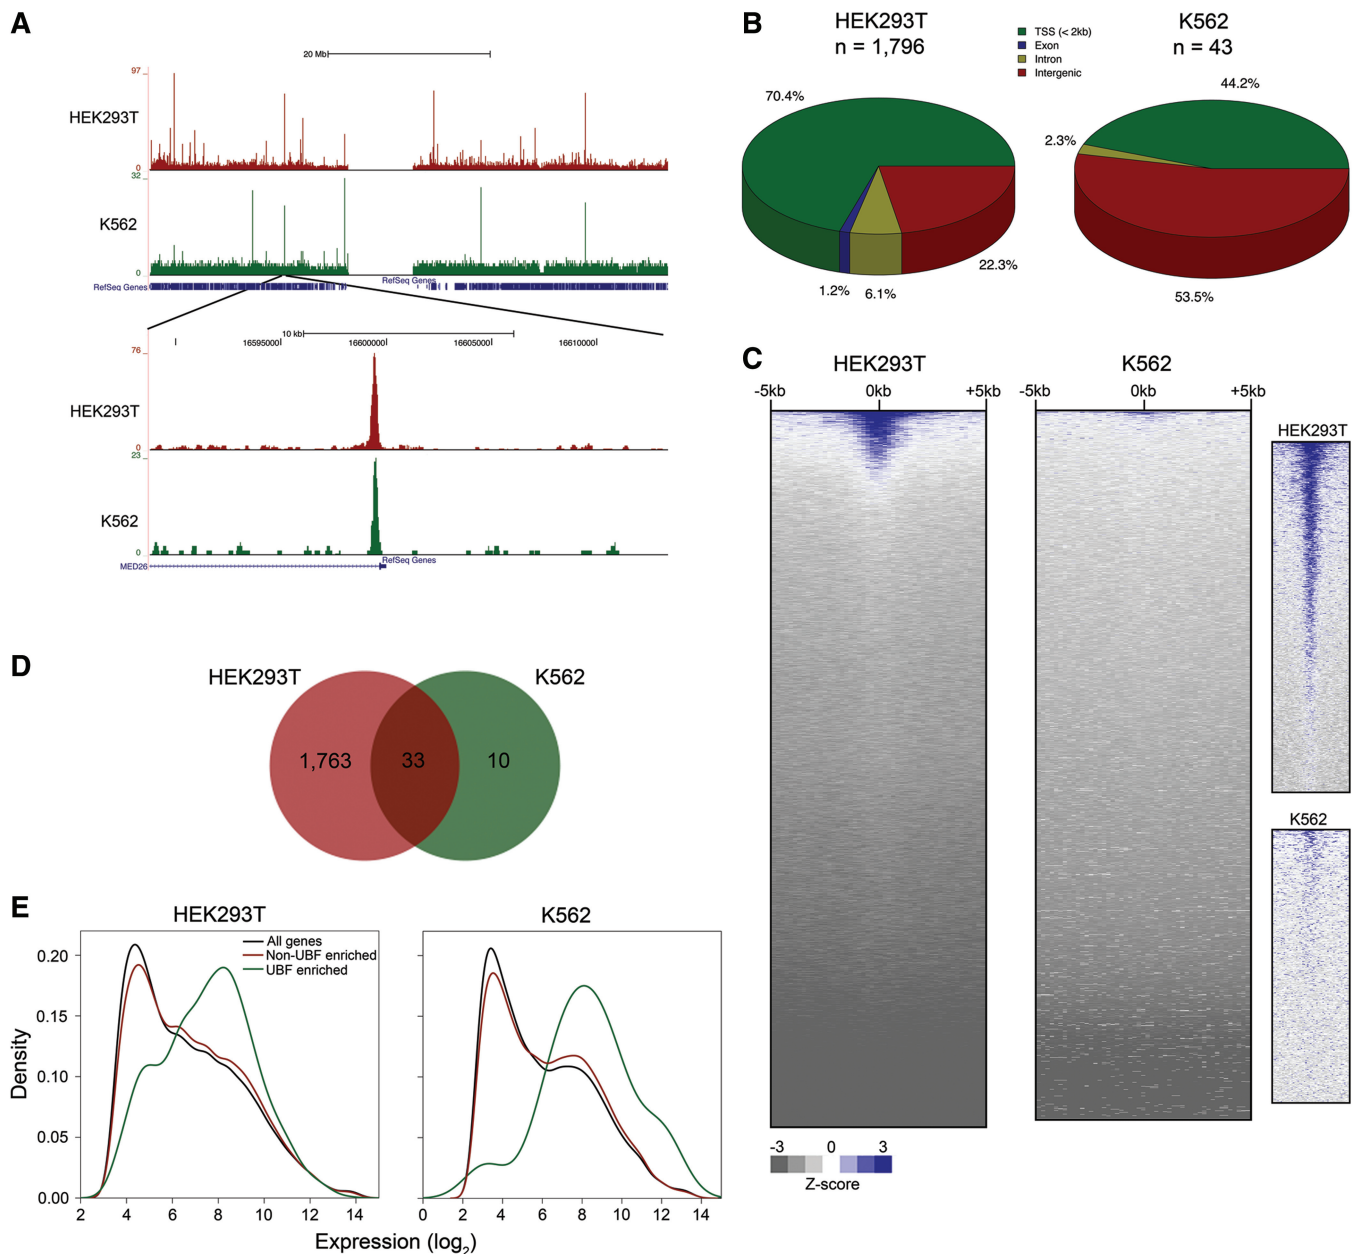 A
20 Mb
97
HEK293T
0
32
K562
0
RefSeq Genes
RefSeq Genes
10 kb
16595000
16600000
16605000
16610000
76
HEK293T
0
23
K562
0
RefSeq Genes
MED26
B
HEK293T
n = 1,796
TSS (< 2kb)
Exon
Intron
Intergenic
K562
n = 43
70.4%
1.2%
6.1%
22.3%
44.2%
2.3%
53.5%
C
HEK293T
-5kb 0kb +5kb
K562
-5kb 0kb +5kb
HEK293T
K562
-3 0 3
Z-score
D
HEK293T
K562
1,763
33
10
E
HEK293T
All genes
Non-UBF enriched
UBF enriched
K562
Density
0.20
0.15
0.10
0.05
0.00
2 4 6 8 10 12 14
0 2 4 6 8 10 12 14
Expression (log2)